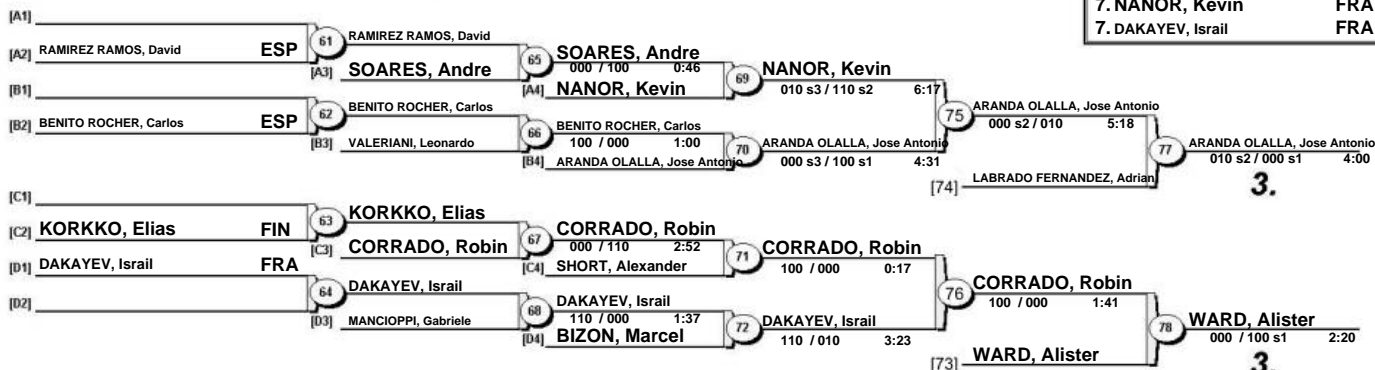 7. NANOR, Kevin FRA
7. DAKAYEV, Israil FRA
[A1]
[A2] RAMIREZ RAMOS, David ESP
61 RAMIREZ RAMOS, David
[A3] SOARES, Andre
65 SOARES, Andre
000 / 100 0:46
[A4] NANOR, Kevin
69 NANOR, Kevin
010 s3 / 110 s2 6:17
[B1]
[B2] BENITO ROCHER, Carlos ESP
62 BENITO ROCHER, Carlos
[B3] VALERIANI, Leonardo
66 BENITO ROCHER, Carlos
100 / 000 1:00
[B4] ARANDA OLALLA, Jose Antonio
70 ARANDA OLALLA, Jose Antonio
000 s3 / 100 s1 4:31
75 ARANDA OLALLA, Jose Antonio
000 s2 / 010 5:18
[74] LABRADO FERNANDEZ, Adrian
77 ARANDA OLALLA, Jose Antonio
010 s2 / 000 s1 4:00
3.
[C1]
[C2] KORKKO, Elias FIN
63 KORKKO, Elias
[C3] CORRADO, Robin
67 CORRADO, Robin
000 / 110 2:52
[C4] SHORT, Alexander
71 CORRADO, Robin
100 / 000 0:17
[D1] DAKAYEV, Israil FRA
[D2]
64 DAKAYEV, Israil
[D3] MANCIOPPI, Gabriele
68 DAKAYEV, Israil
110 / 000 1:37
[D4] BIZON, Marcel
72 DAKAYEV, Israil
110 / 010 3:23
76 CORRADO, Robin
100 / 000 1:41
[73] WARD, Alister
78 WARD, Alister
000 / 100 s1 2:20
3.